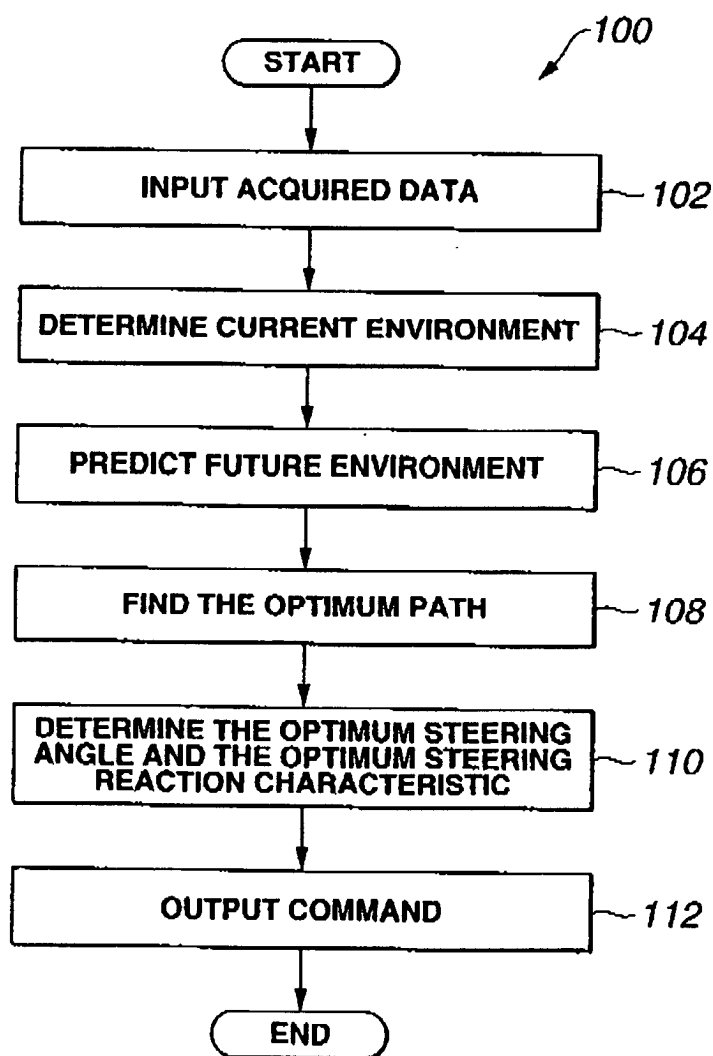 100
START
INPUT ACQUIRED DATA
102
DETERMINE CURRENT ENVIRONMENT
104
PREDICT FUTURE ENVIRONMENT
106
FIND THE OPTIMUM PATH
108
DETERMINE THE OPTIMUM STEERING
ANGLE AND THE OPTIMUM STEERING
REACTION CHARACTERISTIC
110
OUTPUT COMMAND
112
END